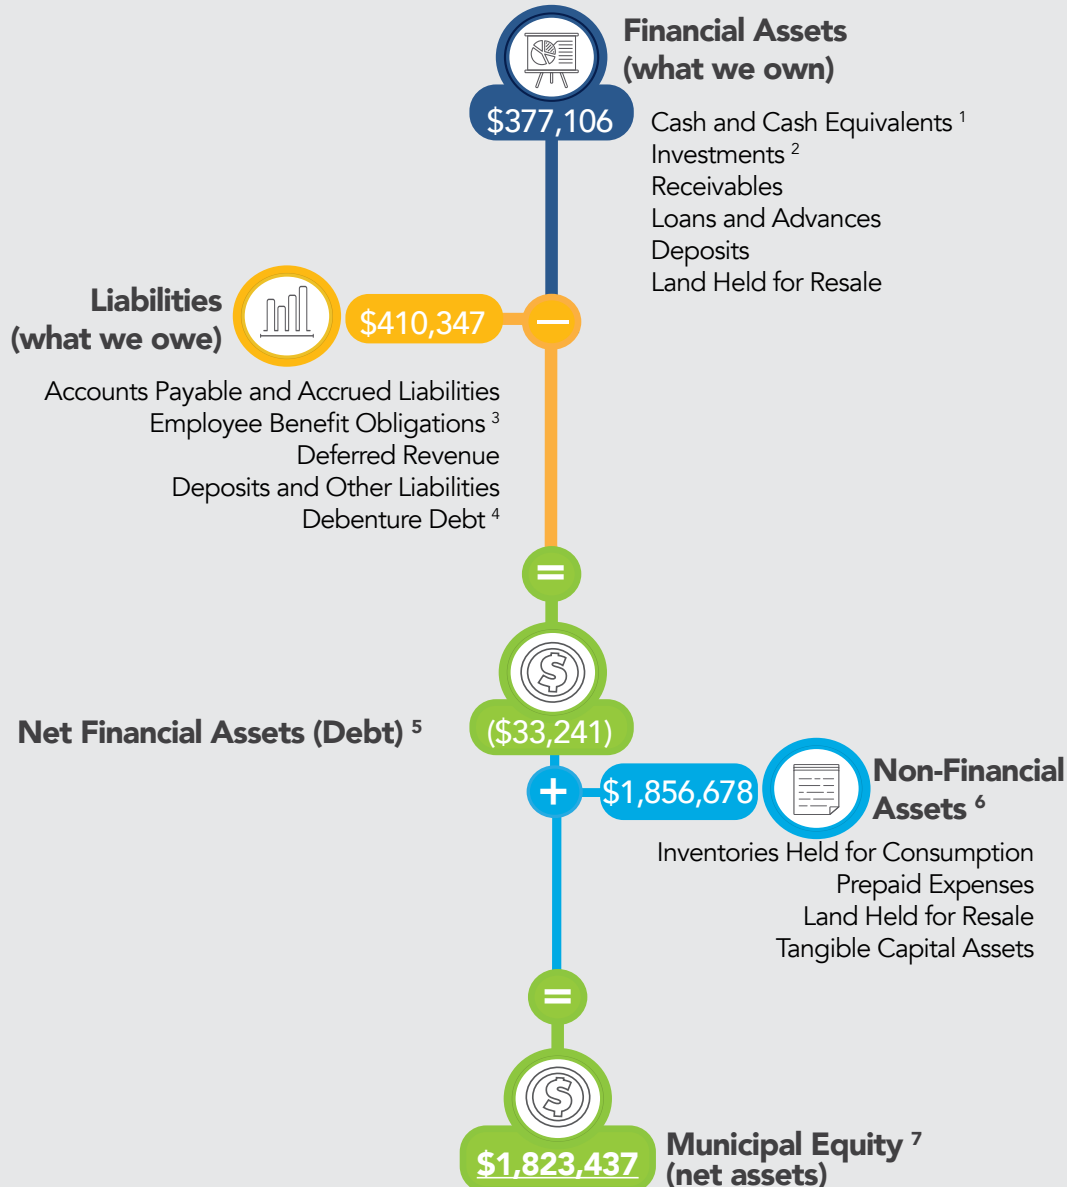 Financial Assets
(what we own)
$377,106
Cash and Cash Equivalents 1
Investments 2
Receivables
Loans and Advances
Deposits
Land Held for Resale
Liabilities
(what we owe)
$410,347
−
Accounts Payable and Accrued Liabilities
Employee Benefit Obligations 3
Deferred Revenue
Deposits and Other Liabilities
Debenture Debt 4
=
Net Financial Assets (Debt) 5
($33,241)
+
$1,856,678
Non-Financial
Assets 6
Inventories Held for Consumption
Prepaid Expenses
Land Held for Resale
Tangible Capital Assets
=
$1,823,437
Municipal Equity 7
(net assets)